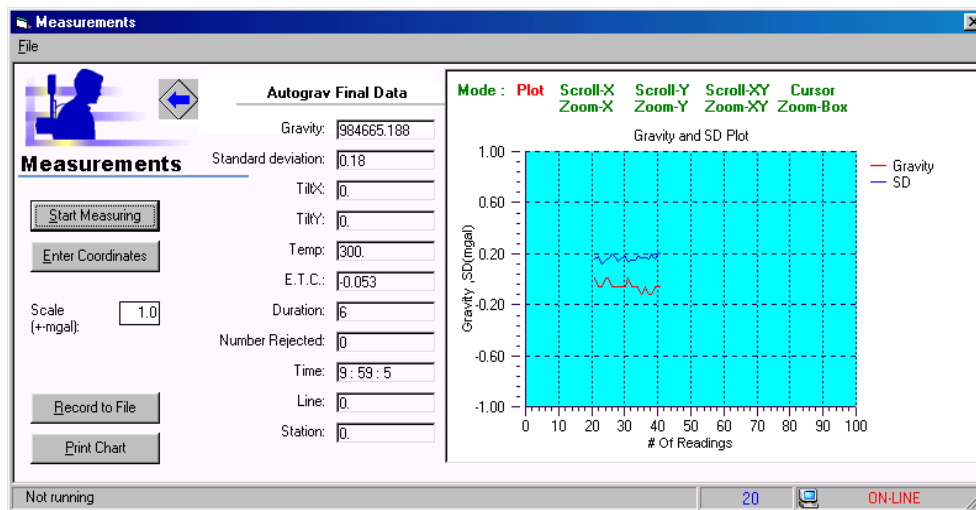 Measurements
File
Measurements
Start Measuring
Enter Coordinates
Scale
(+-mgal):
1.0
Record to File
Print Chart
Autograv Final Data
Gravity: 984665.188
Standard deviation: 0.18
TiltX: 0.
TiltY: 0.
Temp: 300.
E.T.C.: -0.053
Duration: 6
Number Rejected: 0
Time: 9 : 59 : 5
Line: 0.
Station: 0.
Mode : Plot Scroll-X Scroll-Y Scroll-XY Cursor
Zoom-X Zoom-Y Zoom-XY Zoom-Box
Gravity and SD Plot
Gravity ,SD(mgal)
1.00
0.60
0.20
-0.20
-0.60
-1.00
0 10 20 30 40 50 60 70 80 90 100
# Of Readings
Gravity
SD
Not running
20
ON-LINE